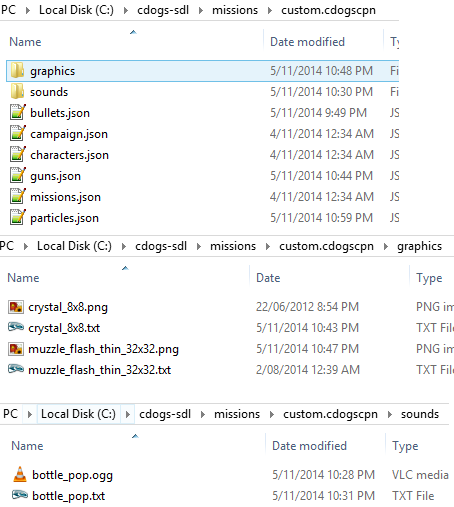 PC › Local Disk (C:) › cdogs-sdl › missions › custom.cdogscpn
Name Date modified Ty
graphics 5/11/2014 10:48 PM Fi
sounds 5/11/2014 10:30 PM Fi
bullets.json 5/11/2014 9:49 PM JS
campaign.json 4/11/2014 12:34 AM JS
characters.json 4/11/2014 12:34 AM JS
guns.json 5/11/2014 10:44 PM JS
missions.json 4/11/2014 12:34 AM JS
particles.json 5/11/2014 10:59 PM JS
PC › Local Disk (C:) › cdogs-sdl › missions › custom.cdogscpn › graphics
Name Date Type
crystal_8x8.png 22/06/2012 8:54 PM PNG im
crystal_8x8.txt 5/11/2014 10:43 PM TXT File
muzzle_flash_thin_32x32.png 5/11/2014 10:47 PM PNG im
muzzle_flash_thin_32x32.txt 2/08/2014 12:39 AM TXT File
PC › Local Disk (C:) › cdogs-sdl › missions › custom.cdogscpn › sounds
Name Date modified Type
bottle_pop.ogg 5/11/2014 10:28 PM VLC media
bottle_pop.txt 5/11/2014 10:31 PM TXT File